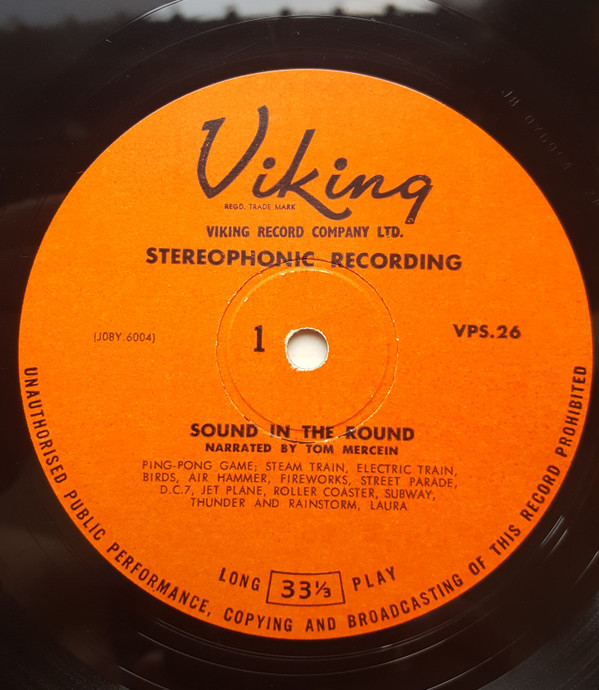 Viking
REGD. TRADE MARK
VIKING RECORD COMPANY LTD.
STEREOPHONIC RECORDING
(J08Y.6004)
1
VPS.26
SOUND IN THE ROUND
NARRATED BY TOM MERCEIN
PING-PONG GAME; STEAM TRAIN, ELECTRIC TRAIN,
BIRDS, AIR HAMMER, FIREWORKS, STREET PARADE,
D.C.7, JET PLANE, ROLLER COASTER, SUBWAY,
THUNDER AND RAINSTORM, LAURA
LONG 33⅓ PLAY
UNAUTHORISED PUBLIC PERFORMANCE, COPYING AND BROADCASTING OF THIS RECORD PROHIBITED